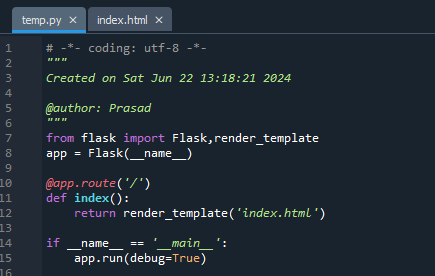 temp.py × index.html ×
1 # -*- coding: utf-8 -*-
2 """
3 Created on Sat Jun 22 13:18:21 2024
4
5 @author: Prasad
6 """
7 from flask import Flask,render_template
8 app = Flask(__name__)
9
10 @app.route('/')
11 def index():
12     return render_template('index.html')
13
14 if __name__ == '__main__':
15     app.run(debug=True)
16